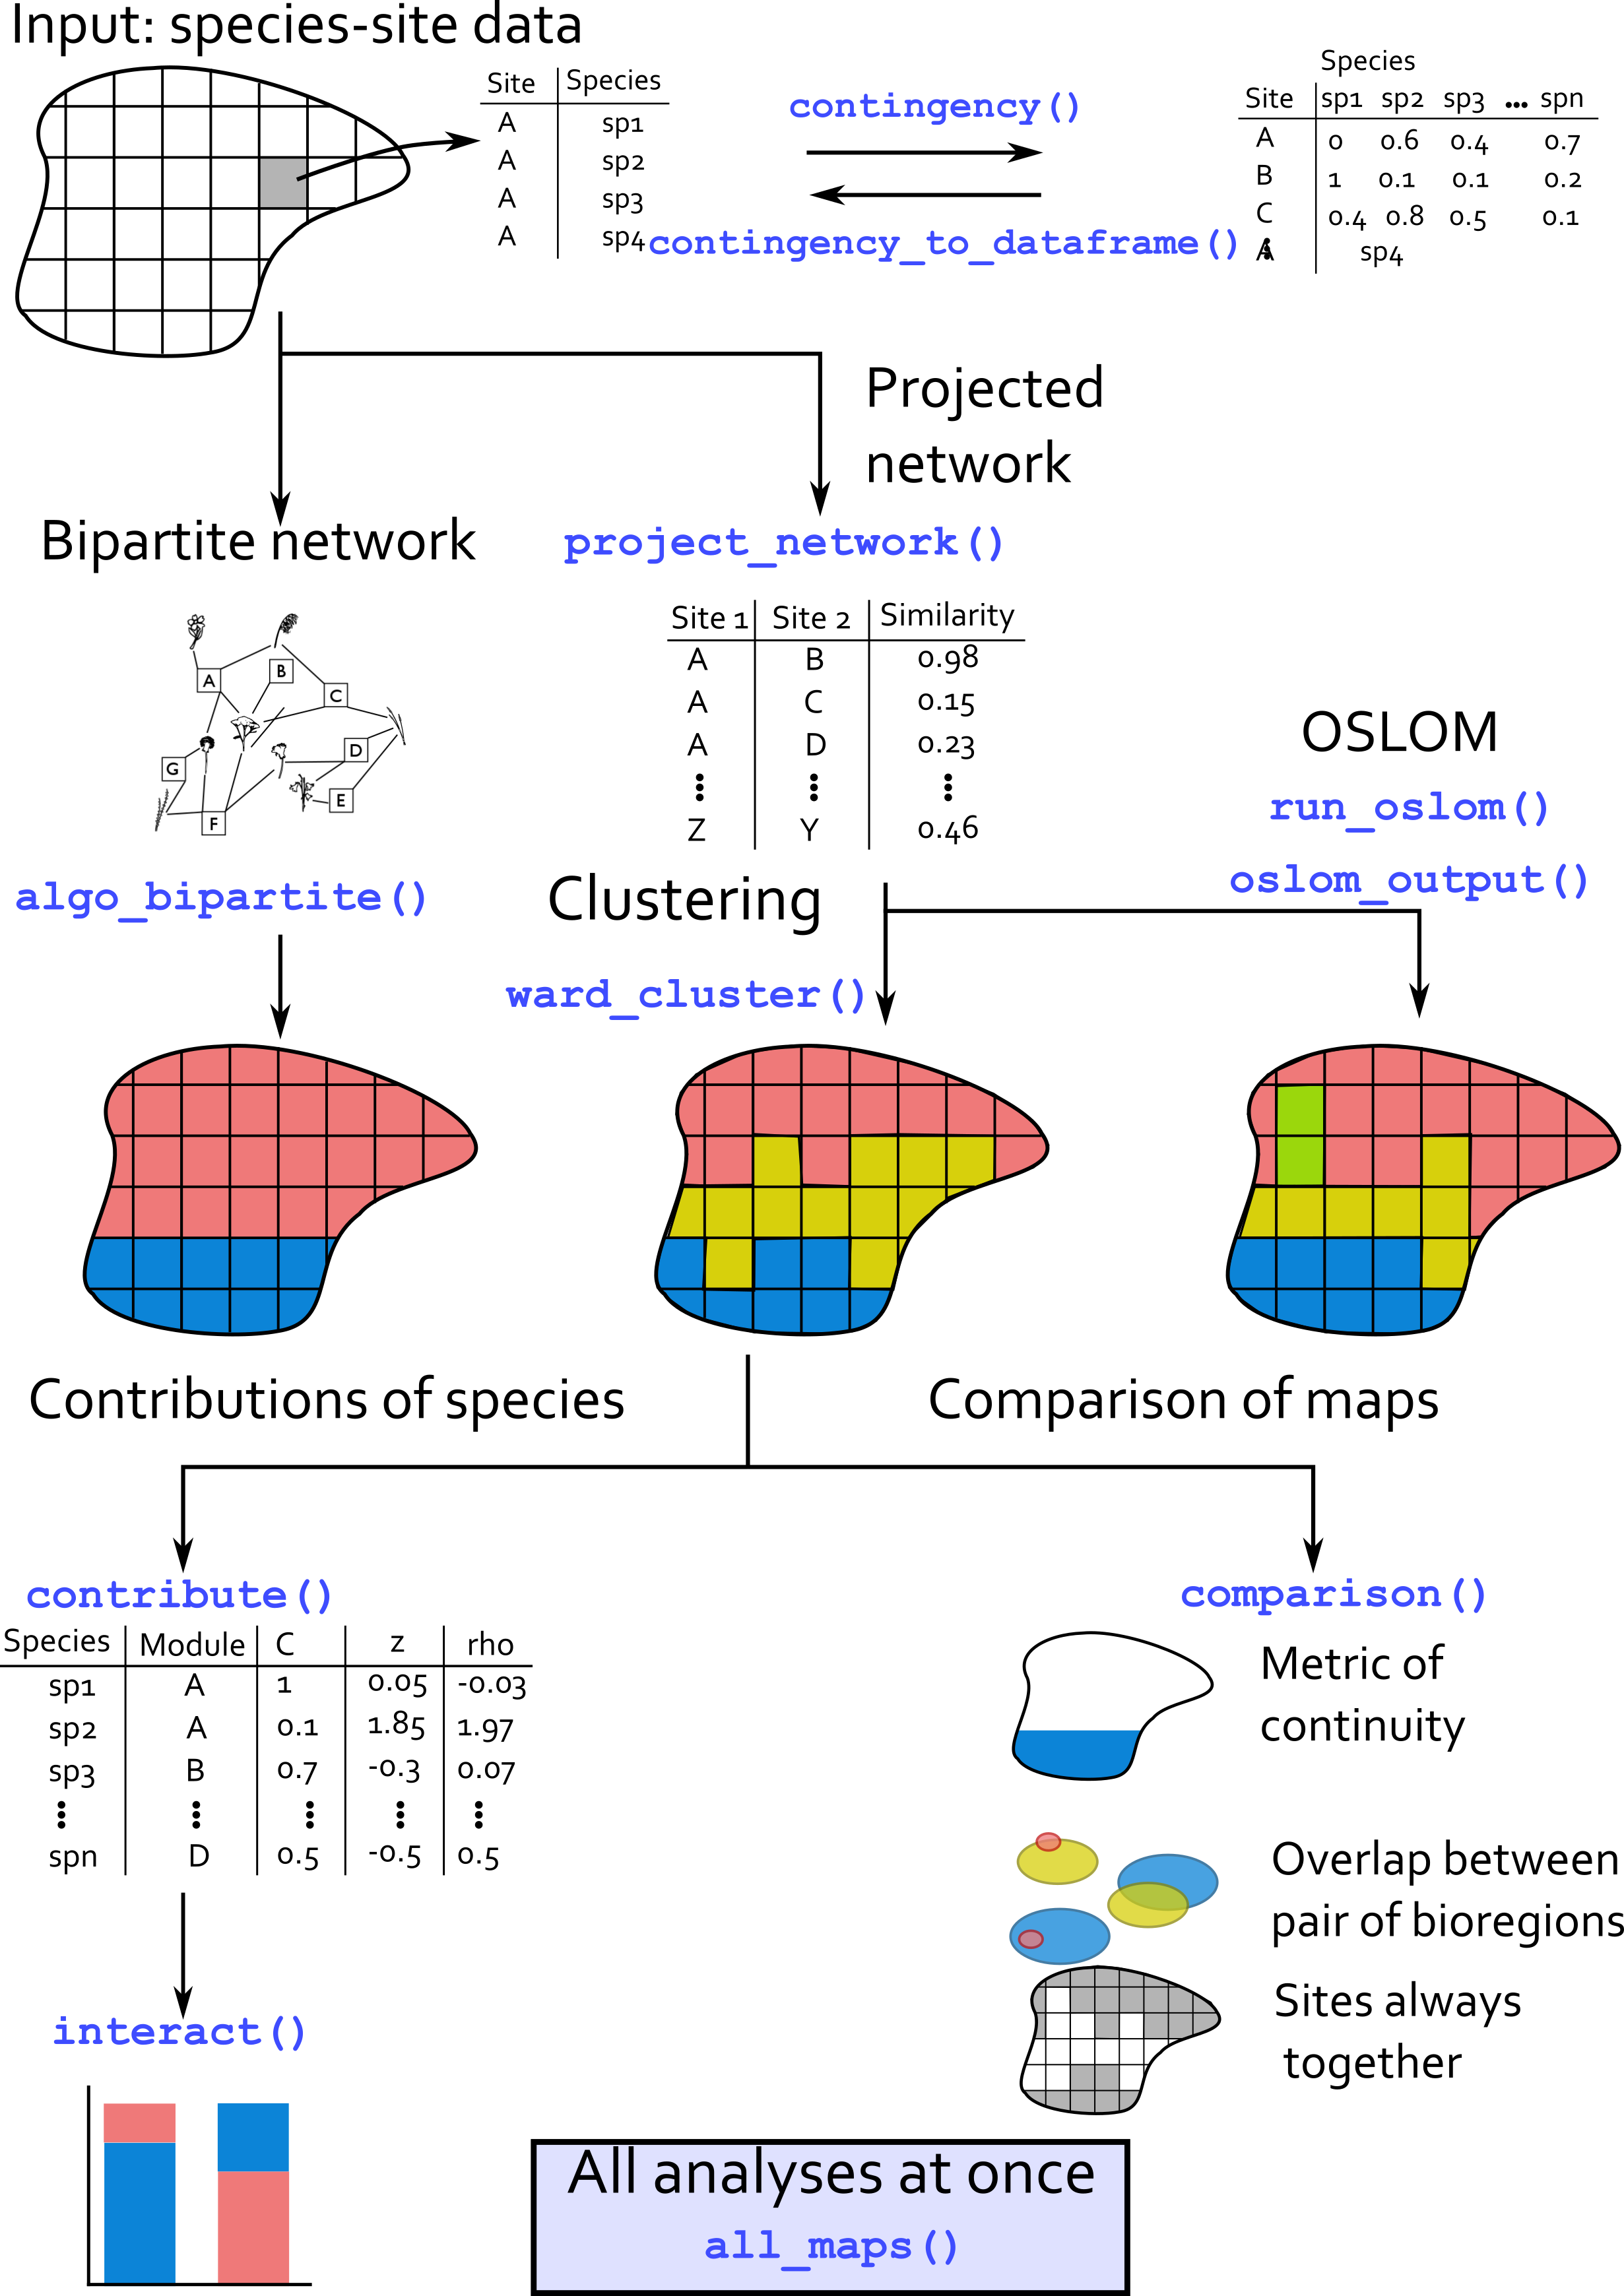 Input: species-site data
Site Species
A sp1
A sp2
A sp3
A sp4
contingency()
contingency_to_dataframe()
Species
Site sp1 sp2 sp3 ... spn
A 0 0.6 0.4 0.7
B 1 0.1 0.1 0.2
C 0.4 0.8 0.5 0.1
A sp4
Projected
network
Bipartite network
project_network()
A
B
C
D
E
F
G
Site 1 Site 2 Similarity
A B 0.98
A C 0.15
A D 0.23
Z Y 0.46
OSLOM
run_oslom()
oslom_output()
algo_bipartite()
Clustering
ward_cluster()
Contributions of species
Comparison of maps
contribute()
Species Module C z rho
sp1 A 1 0.05 -0.03
sp2 A 0.1 1.85 1.97
sp3 B 0.7 -0.3 0.07
spn D 0.5 -0.5 0.5
interact()
comparison()
Metric of
continuity
Overlap between
pair of bioregions
Sites always
together
All analyses at once
all_maps()